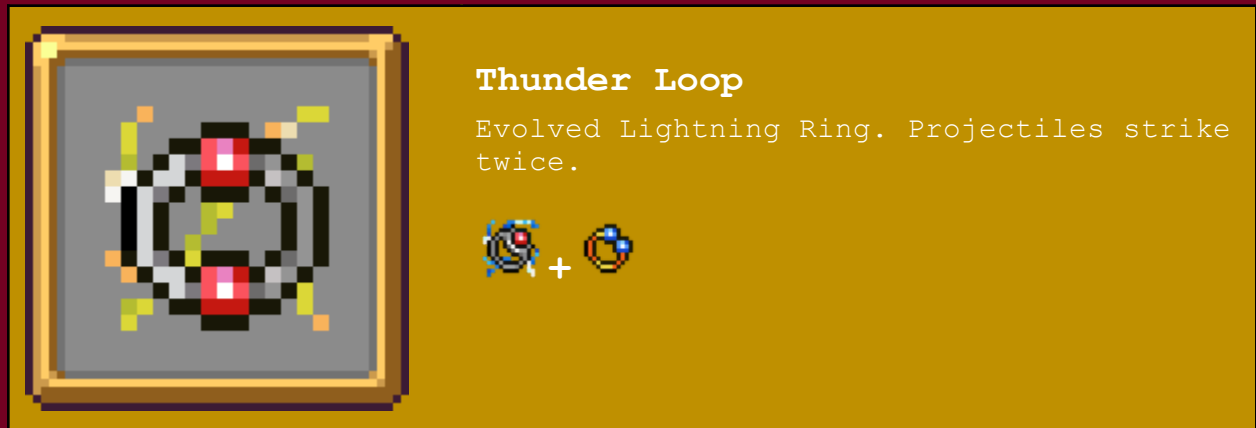 Thunder Loop
Evolved Lightning Ring. Projectiles strike
twice.
+